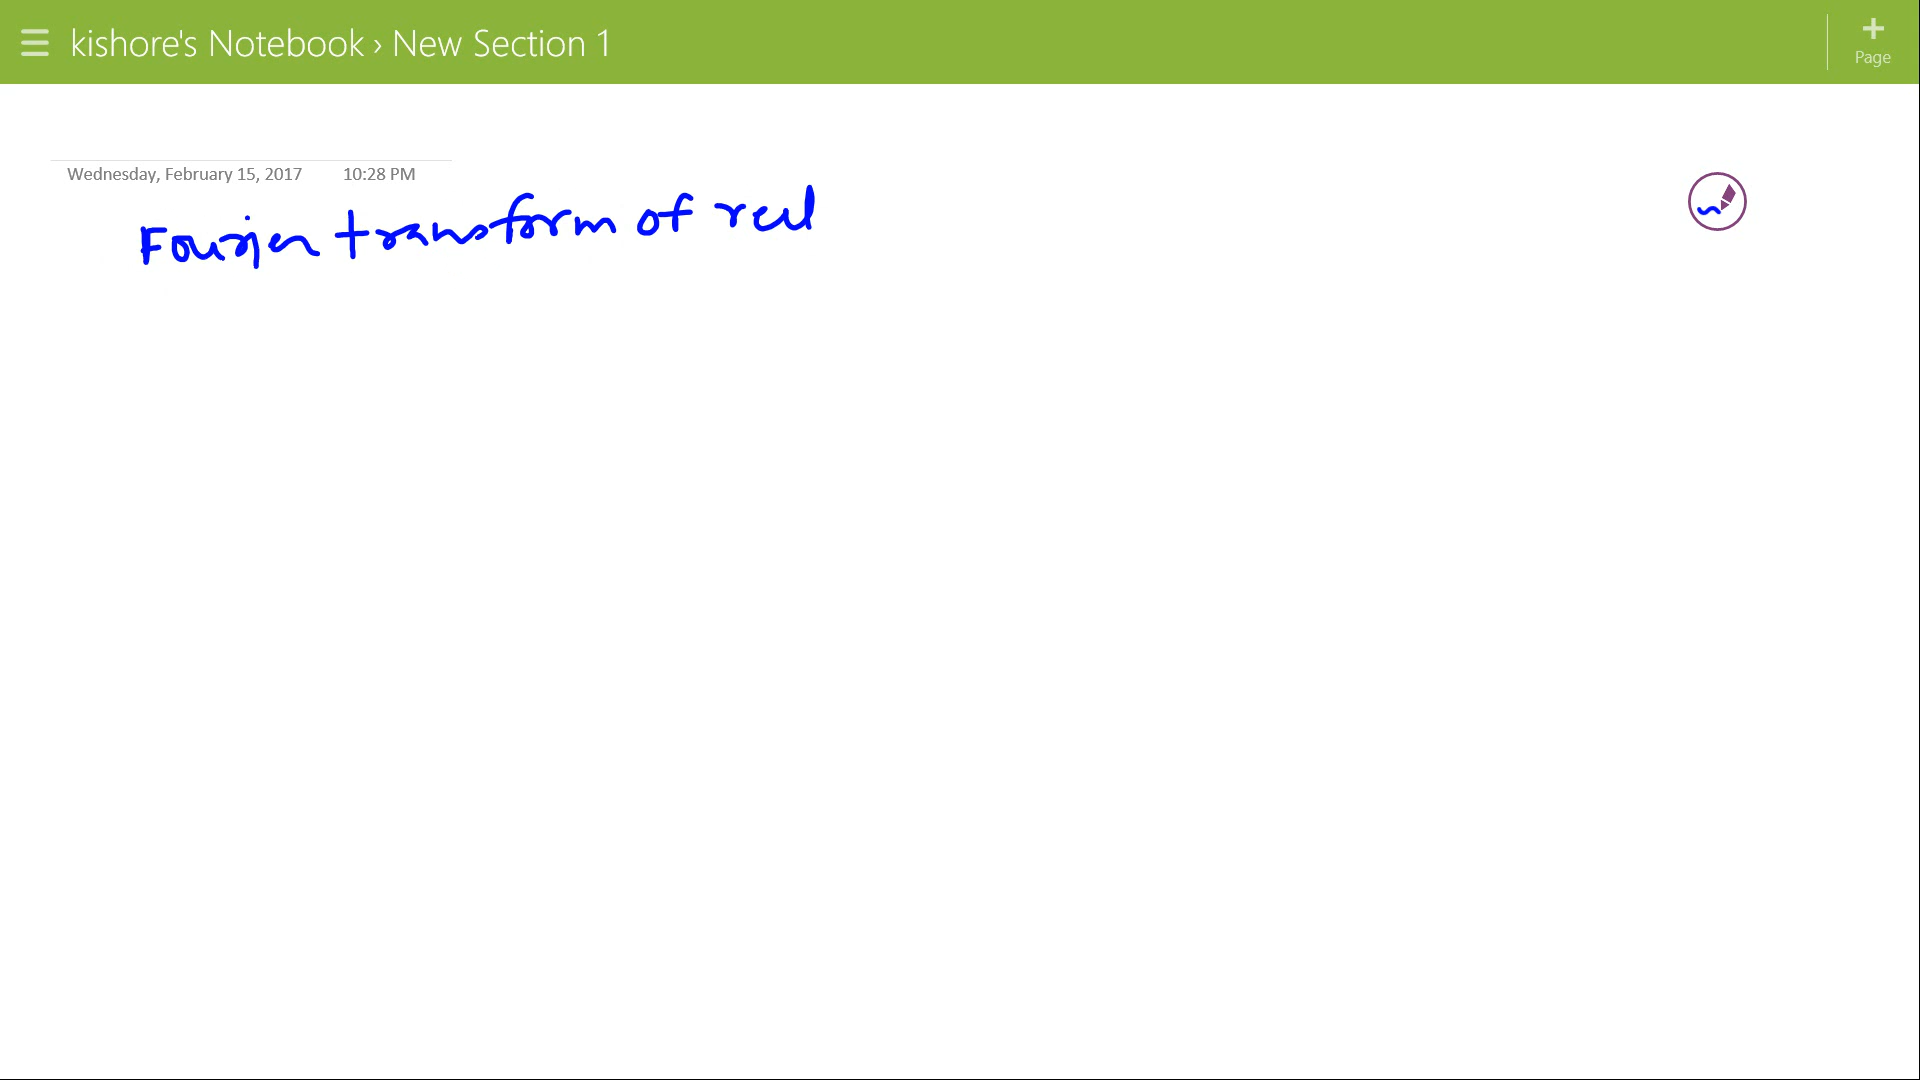 kishore's Notebook › New Section 1
Page
Wednesday, February 15, 2017 10:28 PM
Fourier transform of real